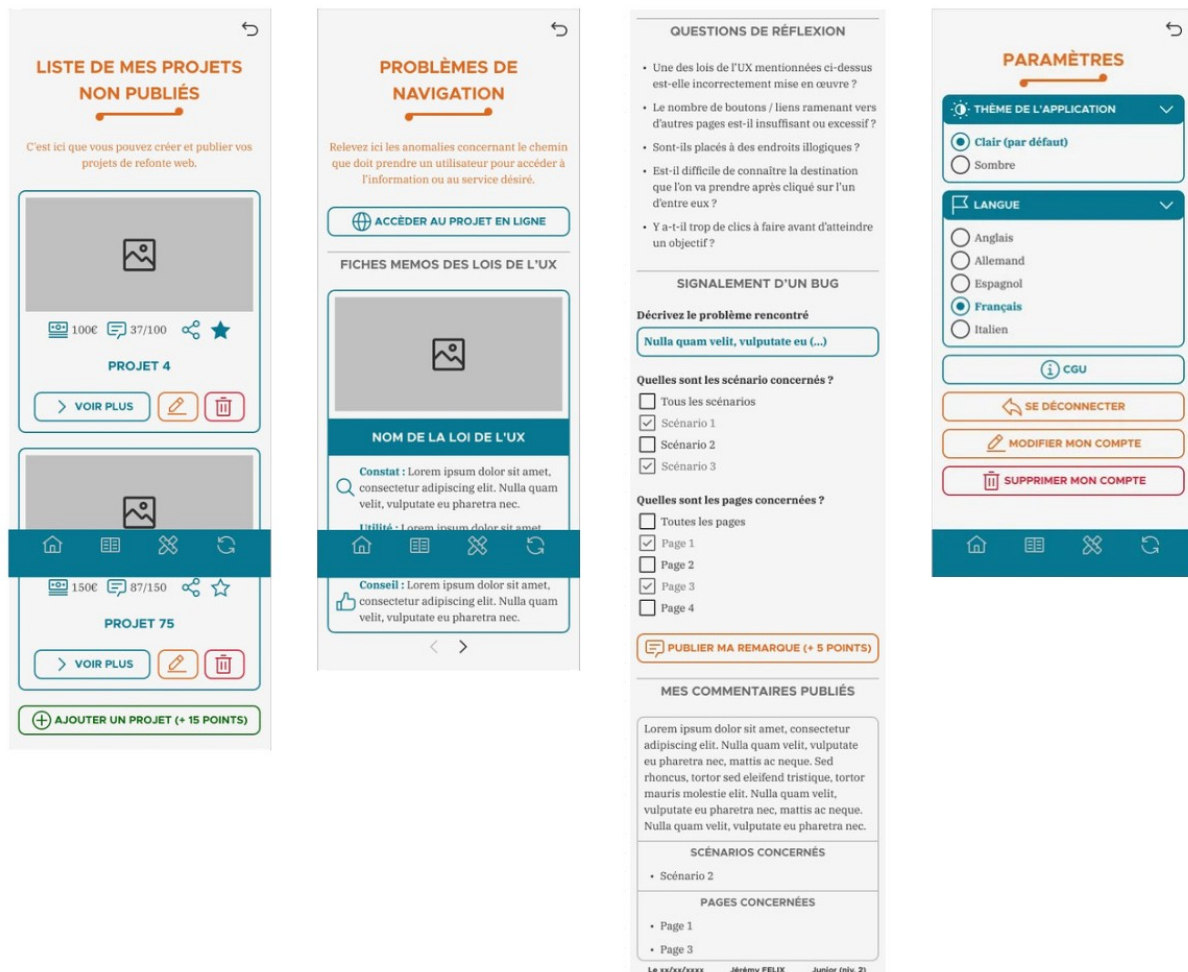 LISTE DE MES PROJETS
NON PUBLIÉS
C'est ici que vous pouvez créer et publier vos
projets de refonte web.
100€ 37/100
PROJET 4
VOIR PLUS
150€ 87/150
PROJET 75
VOIR PLUS
AJOUTER UN PROJET (+ 15 POINTS)
PROBLÈMES DE
NAVIGATION
Relevez ici les anomalies concernant le chemin
que doit prendre un utilisateur pour accéder à
l'information ou au service désiré.
ACCÈDER AU PROJET EN LIGNE
FICHES MEMOS DES LOIS DE L'UX
NOM DE LA LOI DE L'UX
Constat : Lorem ipsum dolor sit amet,
consectetur adipiscing elit. Nulla quam
velit, vulputate eu pharetra nec.
Utilité : Lorem ipsum dolor sit amet,
Conseil : Lorem ipsum dolor sit amet,
consectetur adipiscing elit. Nulla quam
velit, vulputate eu pharetra nec.
QUESTIONS DE RÉFLEXION
• Une des lois de l'UX mentionnées ci-dessus
est-elle incorrectement mise en œuvre ?
• Le nombre de boutons / liens ramenant vers
d'autres pages est-il insuffisant ou excessif ?
• Sont-ils placés à des endroits illogiques ?
• Est-il difficile de connaître la destination
que l'on va prendre après cliqué sur l'un
d'entre eux ?
• Y a-t-il trop de clics à faire avant d'atteindre
un objectif ?
SIGNALEMENT D'UN BUG
Décrivez le problème rencontré
Nulla quam velit, vulputate eu (...)
Quelles sont les scénario concernés ?
Tous les scénarios
Scénario 1
Scénario 2
Scénario 3
Quelles sont les pages concernées ?
Toutes les pages
Page 1
Page 2
Page 3
Page 4
PUBLIER MA REMARQUE (+ 5 POINTS)
MES COMMENTAIRES PUBLIÉS
Lorem ipsum dolor sit amet, consectetur
adipiscing elit. Nulla quam velit, vulputate
eu pharetra nec, mattis ac neque. Sed
rhoncus, tortor sed eleifend tristique, tortor
mauris molestie elit. Nulla quam velit,
vulputate eu pharetra nec, mattis ac neque.
Nulla quam velit, vulputate eu pharetra nec.
SCÉNARIOS CONCERNÉS
• Scénario 2
PAGES CONCERNÉES
• Page 1
• Page 3
Le xx/xx/xxxx Jérémy FELIX Junior (niv. 2)
PARAMÈTRES
THÈME DE L'APPLICATION
Clair (par défaut)
Sombre
LANGUE
Anglais
Allemand
Espagnol
Français
Italien
CGU
SE DÉCONNECTER
MODIFIER MON COMPTE
SUPPRIMER MON COMPTE